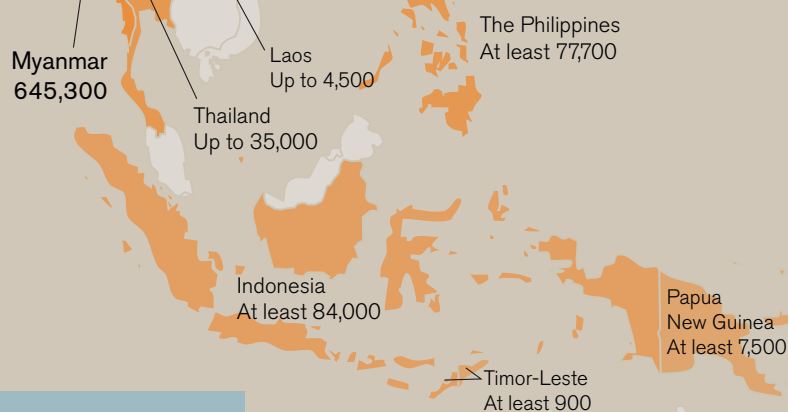 The Philippines
At least 77,700
Laos
Up to 4,500
Myanmar
645,300
Thailand
Up to 35,000
Indonesia
At least 84,000
Papua
New Guinea
At least 7,500
Timor-Leste
At least 900